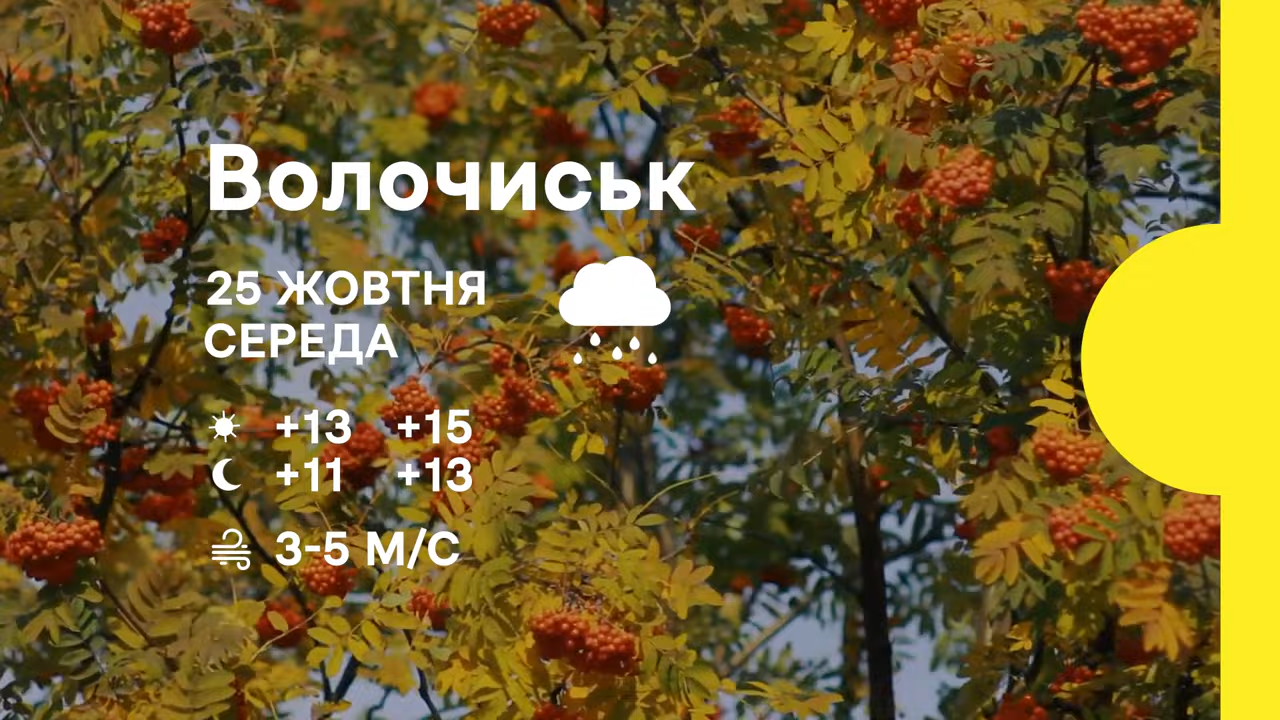 Волочиськ
25 ЖОВТНЯ
СЕРЕДА
+13 +15
+11 +13
3-5 М/С